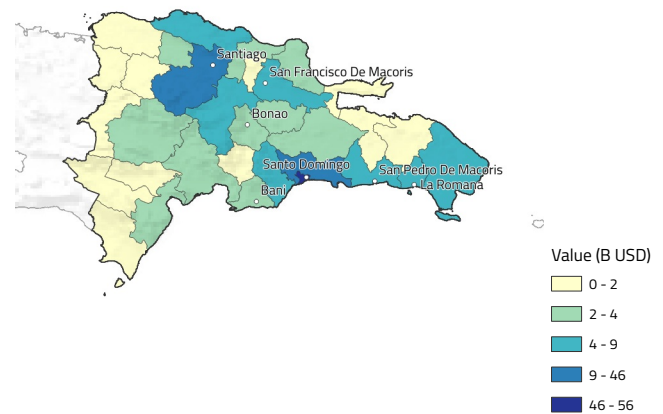 Santiago
San Francisco De Macoris
Bonao
Santo Domingo
San Pedro De Macoris
La Romana
Bani
Value (B USD)
0 - 2
2 - 4
4 - 9
9 - 46
46 - 56